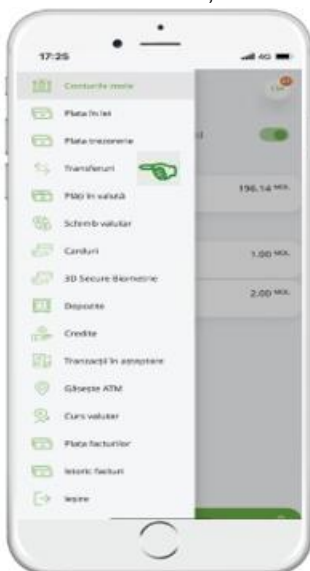 17:25
4G
Conturile mele
Plata în lei
Plata trezorerie
Transferuri
Plăți în valută
196.14 MDL
Schimb valutar
Carduri
1.00 MDL
3D Secure Biometrie
Depozite
2.00 MDL
Credite
Tranzacții în așteptare
Găsește ATM
Curs valutar
Plata facturilor
Istoric facturi
Ieșire